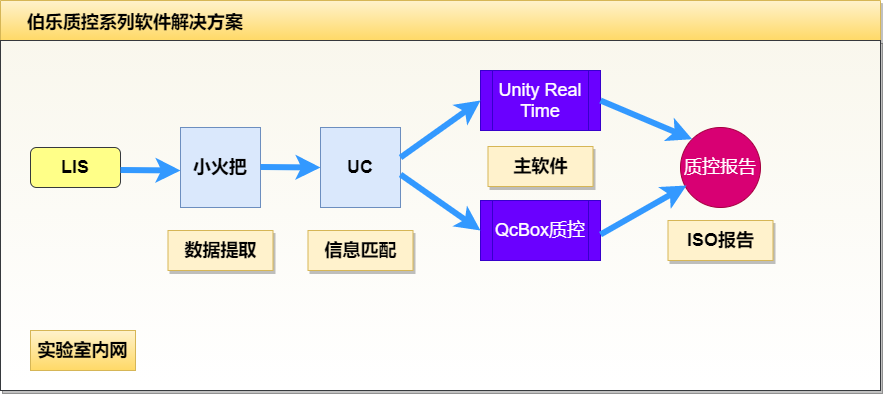 伯乐质控系列软件解决方案
Unity Real
Time
LIS
小火把
UC
主软件
质控报告
QcBox质控
数据提取
信息匹配
ISO报告
实验室内网